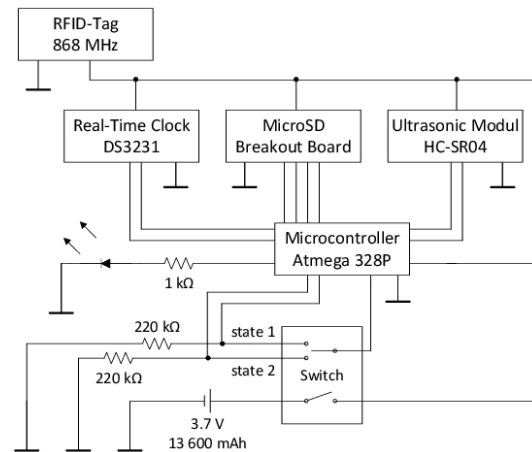 RFID-Tag
868 MHz
Real-Time Clock
DS3231
MicroSD
Breakout Board
Ultrasonic Modul
HC-SR04
Microcontroller
Atmega 328P
1 kΩ
220 kΩ
state 1
220 kΩ
state 2
Switch
3.7 V
13 600 mAh